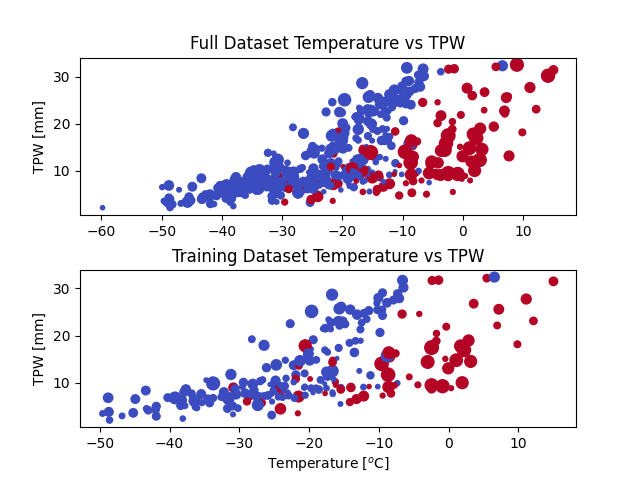 Full Dataset Temperature vs TPW
30
20
10
TPW [mm]
−60 −50 −40 −30 −20 −10 0 10
Training Dataset Temperature vs TPW
30
20
10
TPW [mm]
−50 −40 −30 −20 −10 0 10
Temperature [°C]